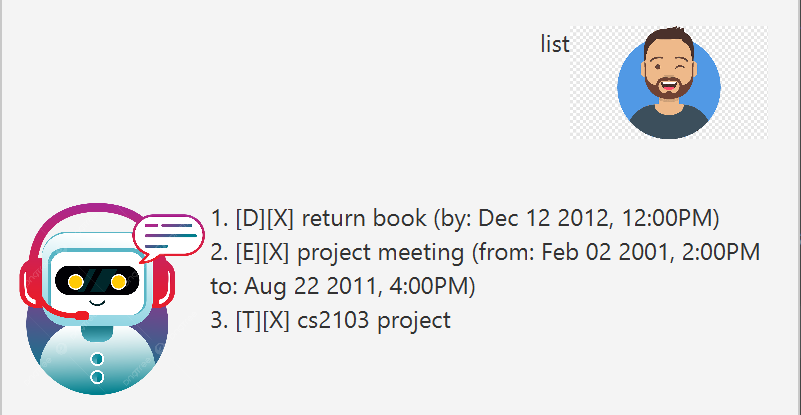 list
1. [D][X] return book (by: Dec 12 2012, 12:00PM)
2. [E][X] project meeting (from: Feb 02 2001, 2:00PM
to: Aug 22 2011, 4:00PM)
3. [T][X] cs2103 project